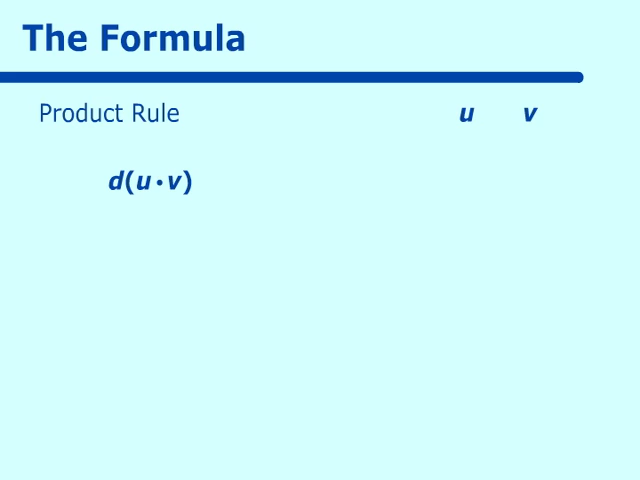 The Formula
Product Rule u v
d(u · v)